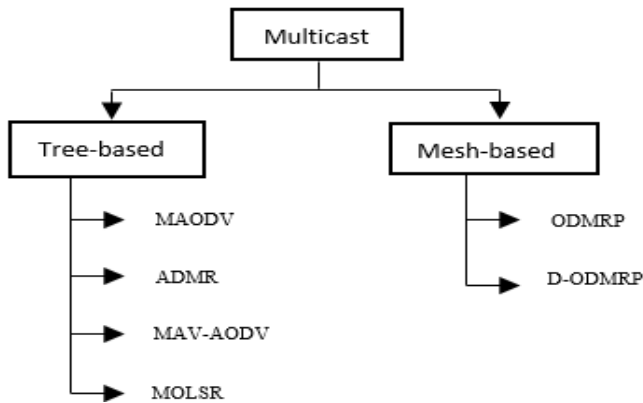 Multicast
Tree-based
Mesh-based
MAODV
ADMR
MAV-AODV
MOLSR
ODMRP
D-ODMRP